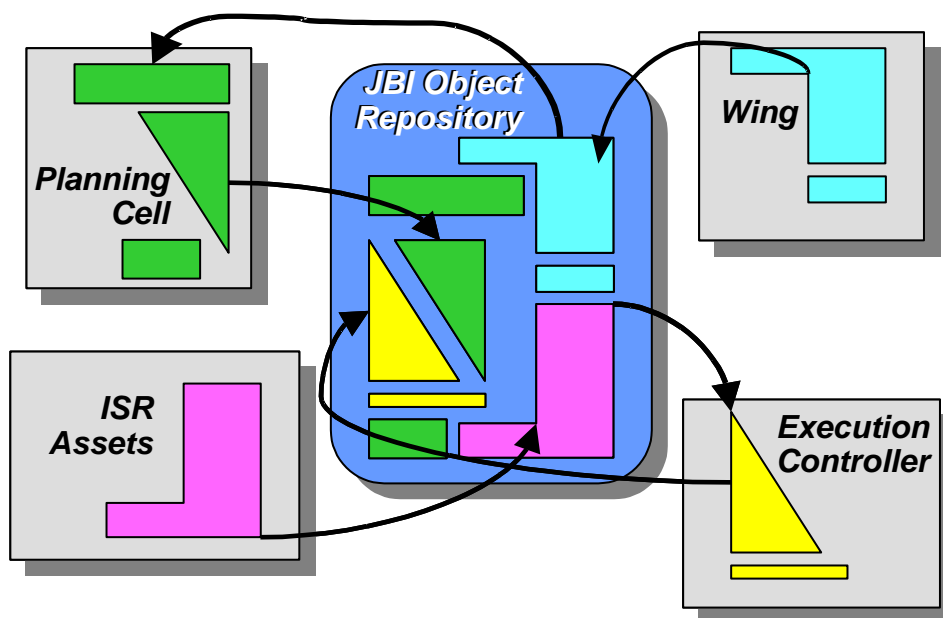 JBI Object
Repository
Wing
Planning
Cell
ISR
Assets
Execution
Controller